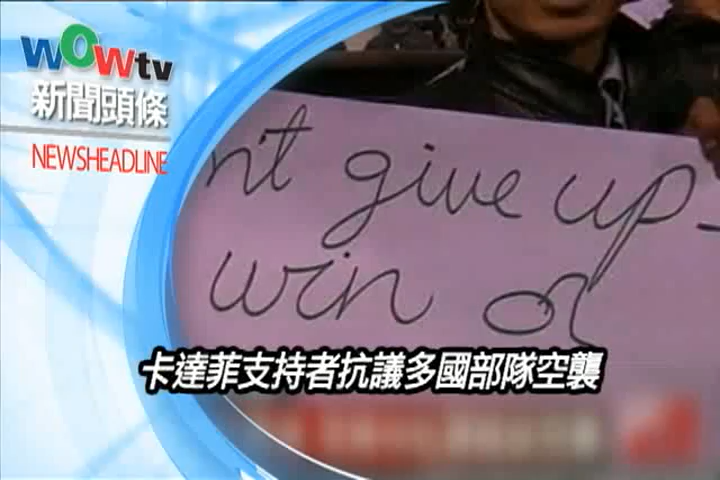 wowtv
新聞頭條
NEWSHEADLINE
n't give up -
win or
卡達菲支持者抗議多國部隊空襲